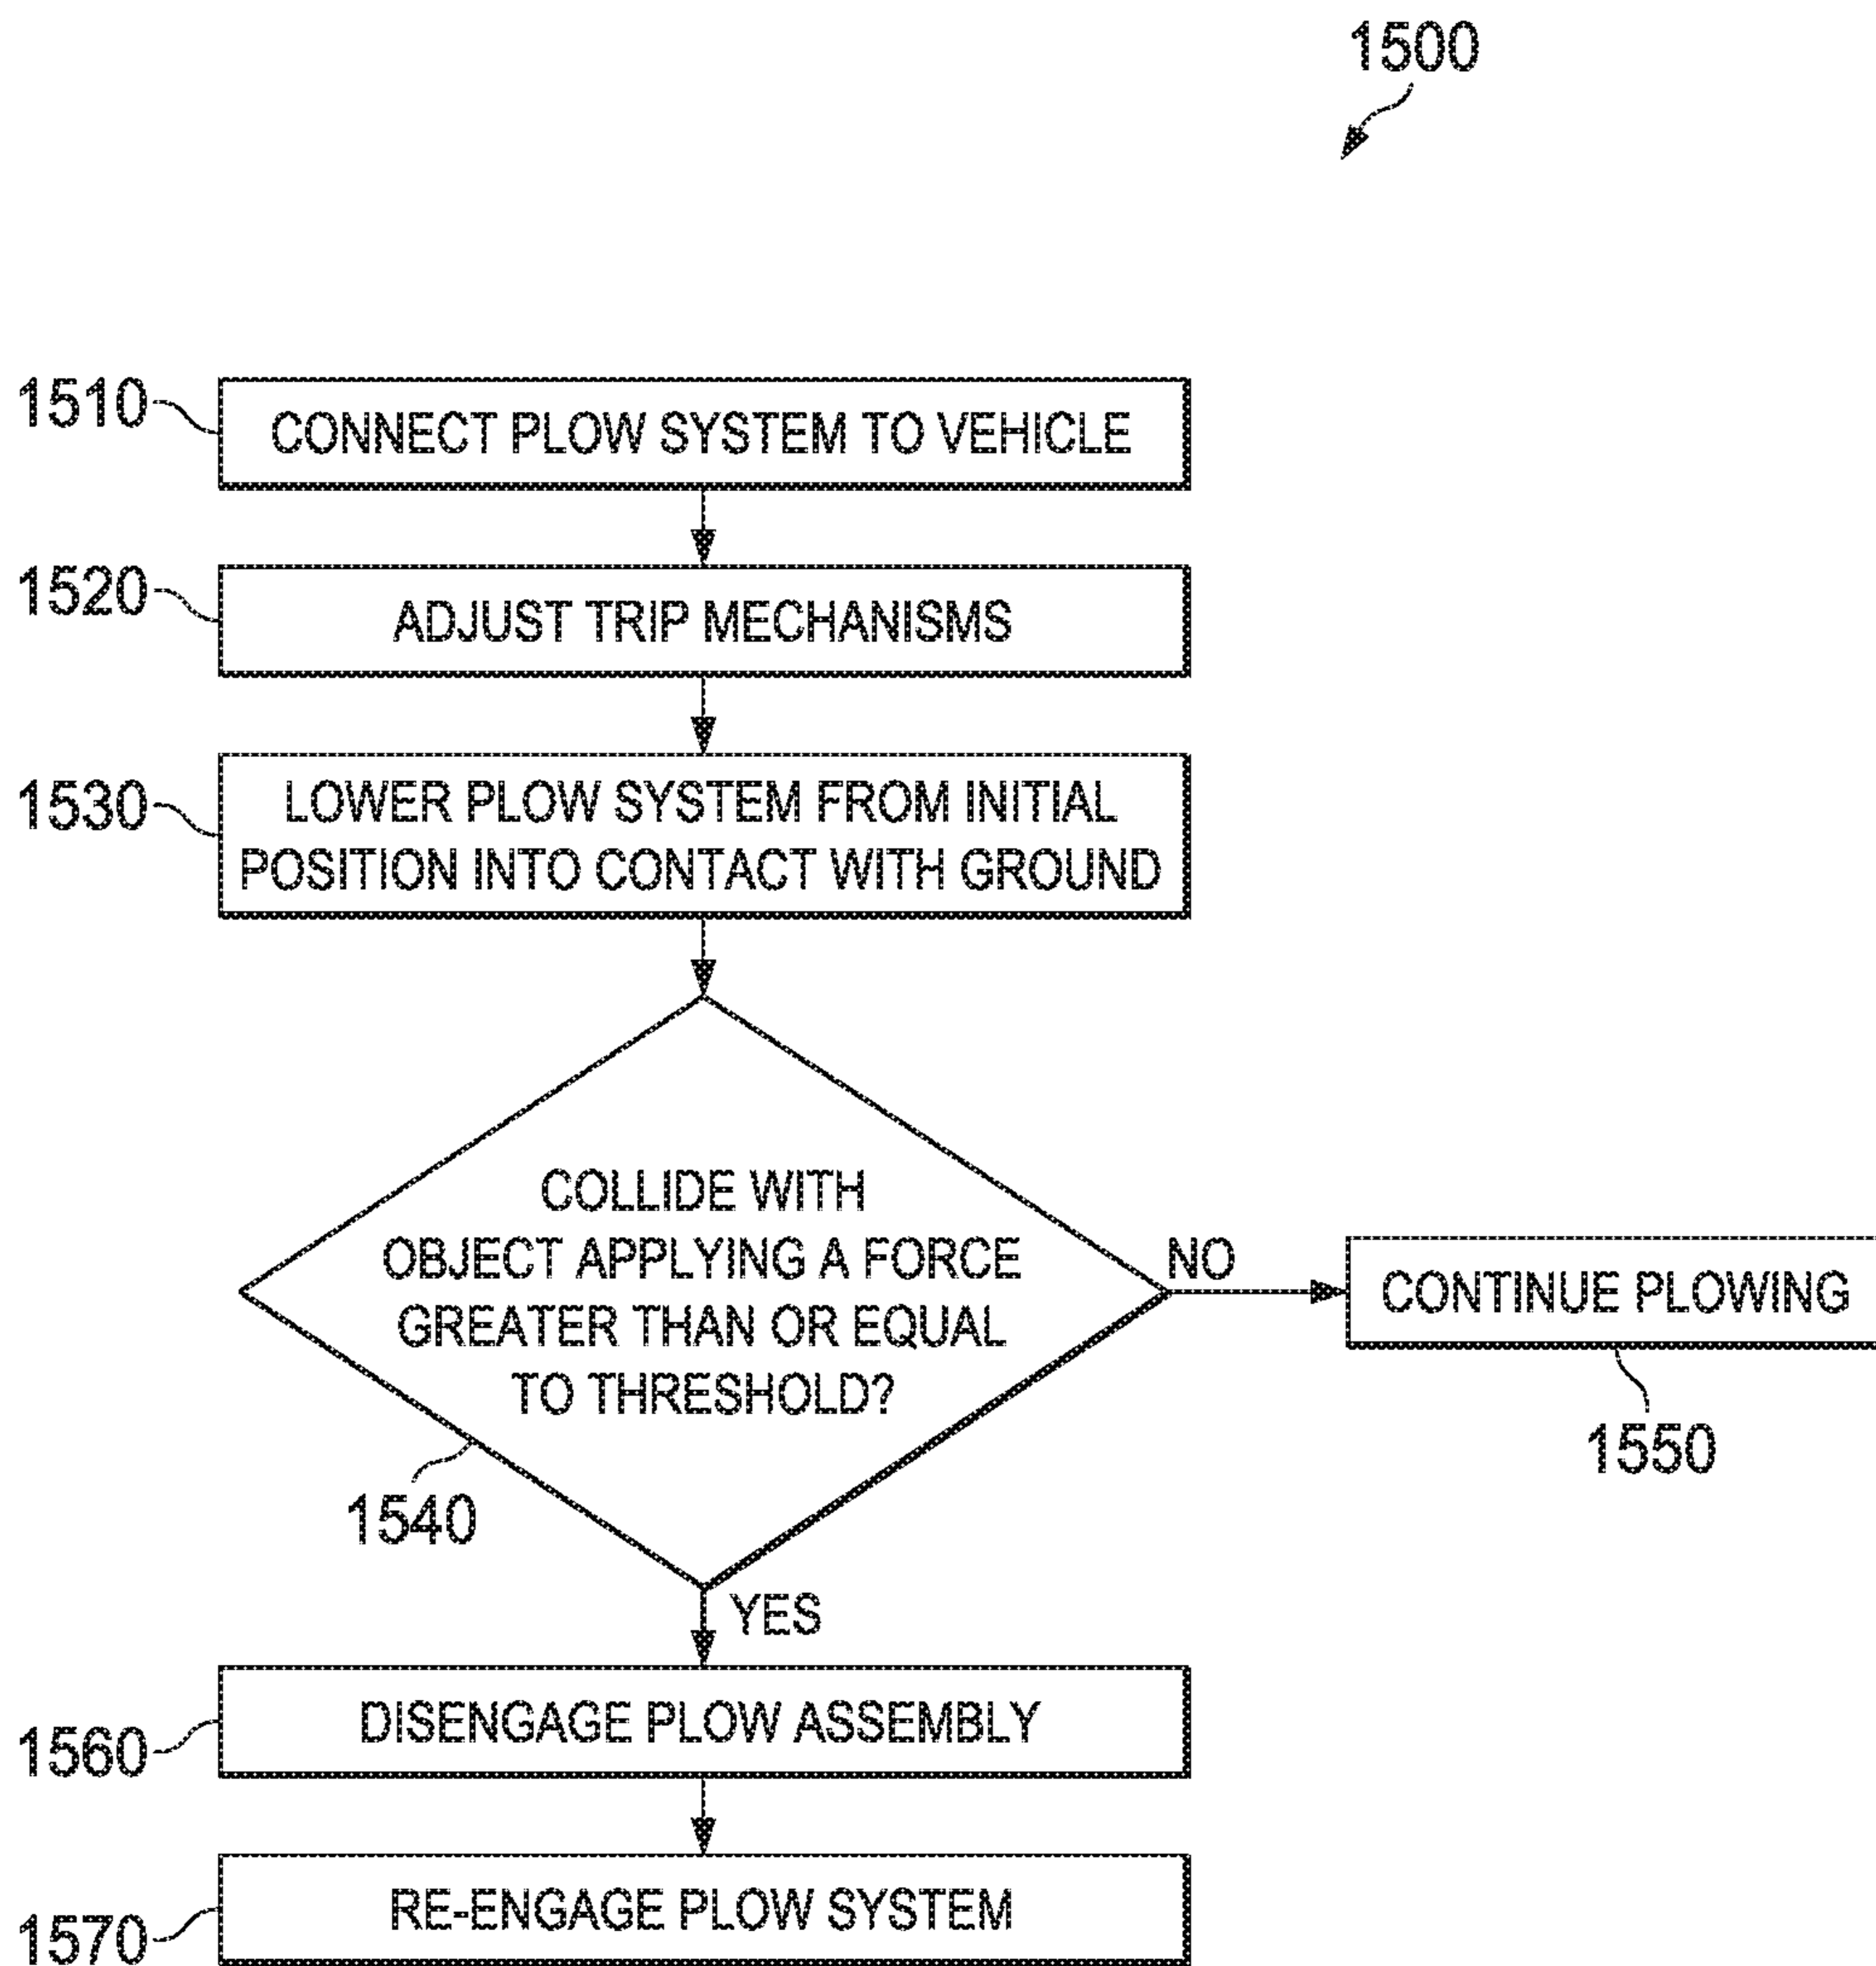 1500
1510
CONNECT PLOW SYSTEM TO VEHICLE
1520
ADJUST TRIP MECHANISMS
1530
LOWER PLOW SYSTEM FROM INITIAL
POSITION INTO CONTACT WITH GROUND
COLLIDE WITH
OBJECT APPLYING A FORCE
GREATER THAN OR EQUAL
TO THRESHOLD?
1540
NO
CONTINUE PLOWING
1550
YES
1560
DISENGAGE PLOW ASSEMBLY
1570
RE-ENGAGE PLOW SYSTEM